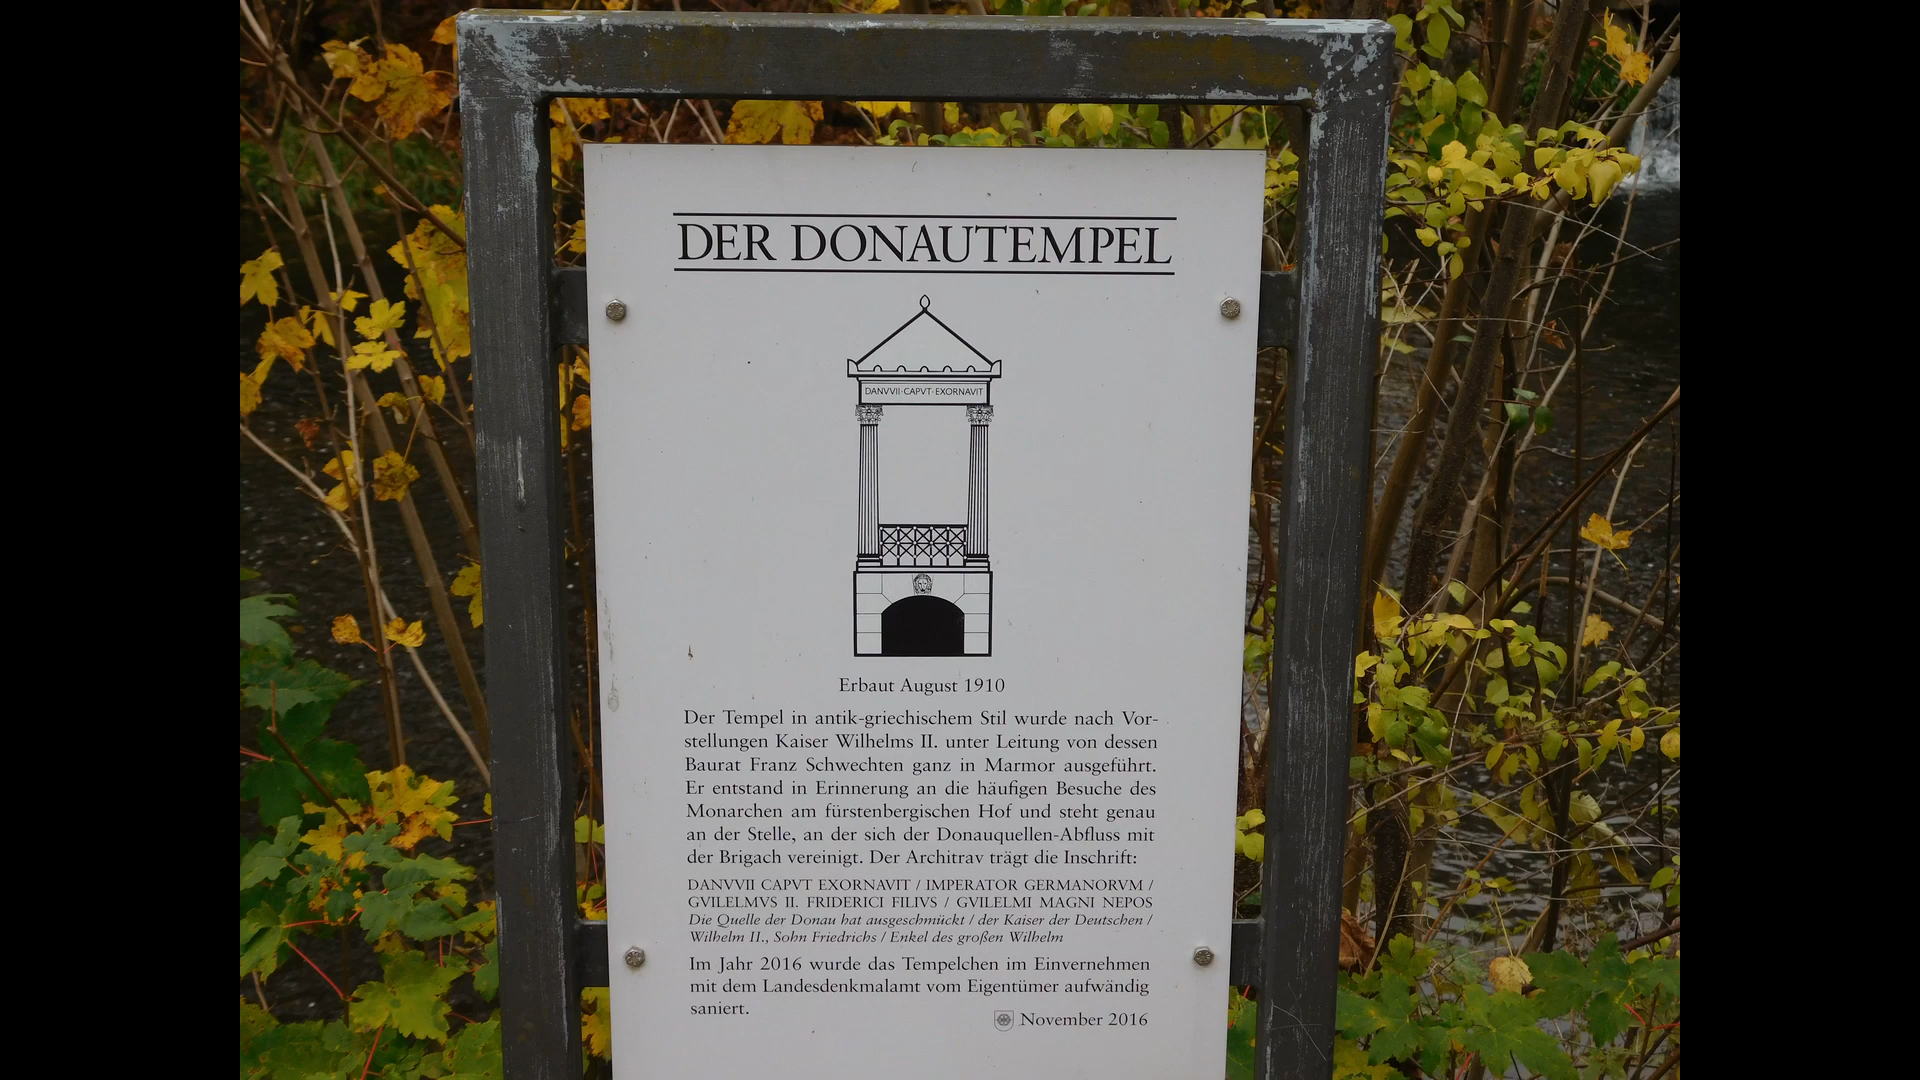 DER DONAUTEMPEL
DANVVII·CAPVT·EXORNAVIT
Erbaut August 1910
Der Tempel in antik-griechischem Stil wurde nach Vor-
stellungen Kaiser Wilhelms II. unter Leitung von dessen
Baurat Franz Schwechten ganz in Marmor ausgeführt.
Er entstand in Erinnerung an die häufigen Besuche des
Monarchen am fürstenbergischen Hof und steht genau
an der Stelle, an der sich der Donauquellen-Abfluss mit
der Brigach vereinigt. Der Architrav trägt die Inschrift:
DANVVII CAPVT EXORNAVIT / IMPERATOR GERMANORVM /
GVILELMVS II. FRIDERICI FILIVS / GVILELMI MAGNI NEPOS
Die Quelle der Donau hat ausgeschmückt / der Kaiser der Deutschen /
Wilhelm II., Sohn Friedrichs / Enkel des großen Wilhelm
Im Jahr 2016 wurde das Tempelchen im Einvernehmen
mit dem Landesdenkmalamt vom Eigentümer aufwändig
saniert.
November 2016